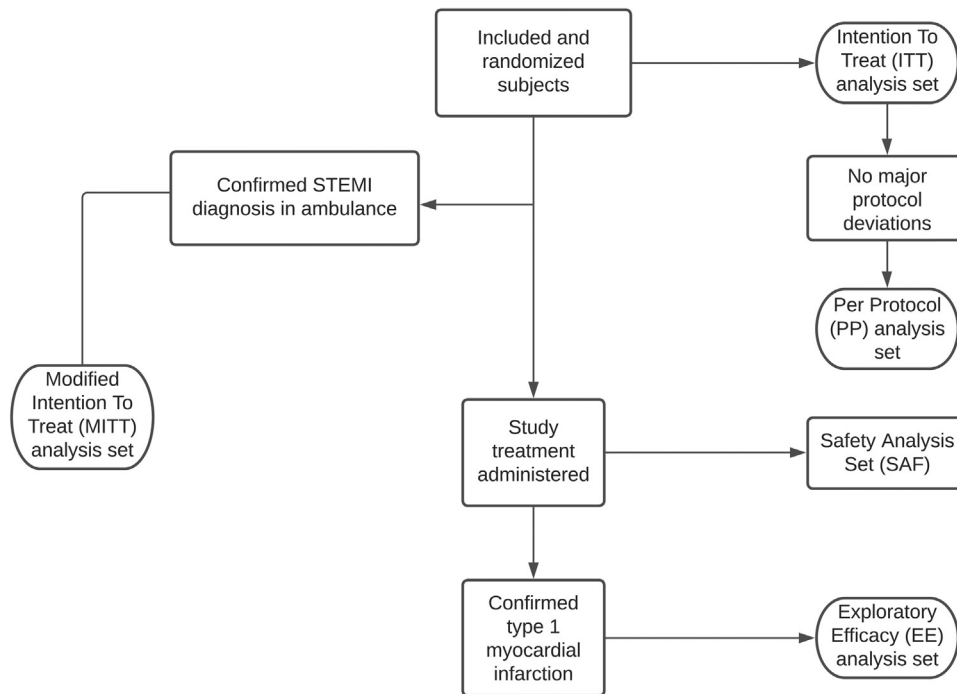 Included and
randomized
subjects
Intention To
Treat (ITT)
analysis set
Confirmed STEMI
diagnosis in ambulance
No major
protocol
deviations
Per Protocol
(PP) analysis
set
Modified
Intention To
Treat (MITT)
analysis set
Study
treatment
administered
Safety Analysis
Set (SAF)
Confirmed
type 1
myocardial
infarction
Exploratory
Efficacy (EE)
analysis set